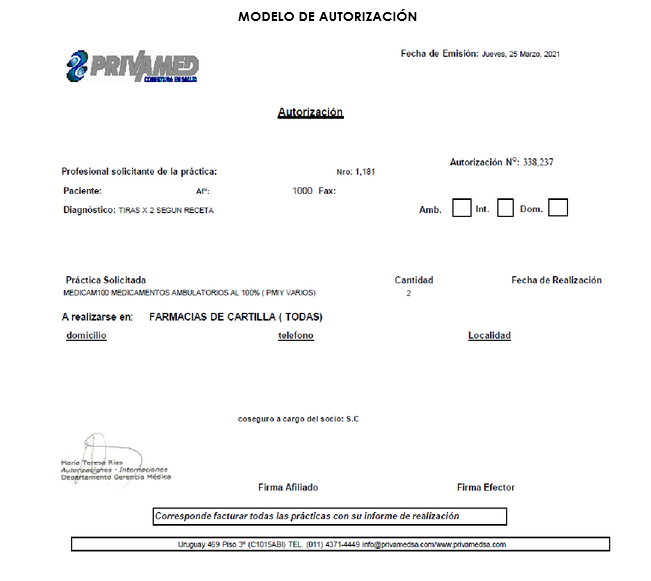 MODELO DE AUTORIZACIÓN
PRIVAMED
COBERTURA EN SALUD
Fecha de Emisión: Jueves, 25 Marzo, 2021
Autorización
Autorización Nº: 338,237
Profesional solicitante de la práctica: Nro: 1,181
Paciente: Afº: 1000 Fax:
Diagnóstico: TIRAS X 2 SEGUN RECETA Amb. Int. Dom.
Práctica Solicitada Cantidad Fecha de Realización
MEDICAM100 MEDICAMENTOS AMBULATORIOS AL 100% ( PMIY VARIOS) 2
A realizarse en: FARMACIAS DE CARTILLA ( TODAS)
domicilio telefono Localidad
coseguro a cargo del socio: S.C
Maria Teresa Ries
Autorizaciones - Internaciones
Departamento Gerencia Médica
Firma Afiliado Firma Efector
Corresponde facturar todas las prácticas con su informe de realización
Uruguay 469 Piso 3º (C1015ABI) TEL. (011) 4371-4449 info@privamedsa.com/www.privamedsa.com